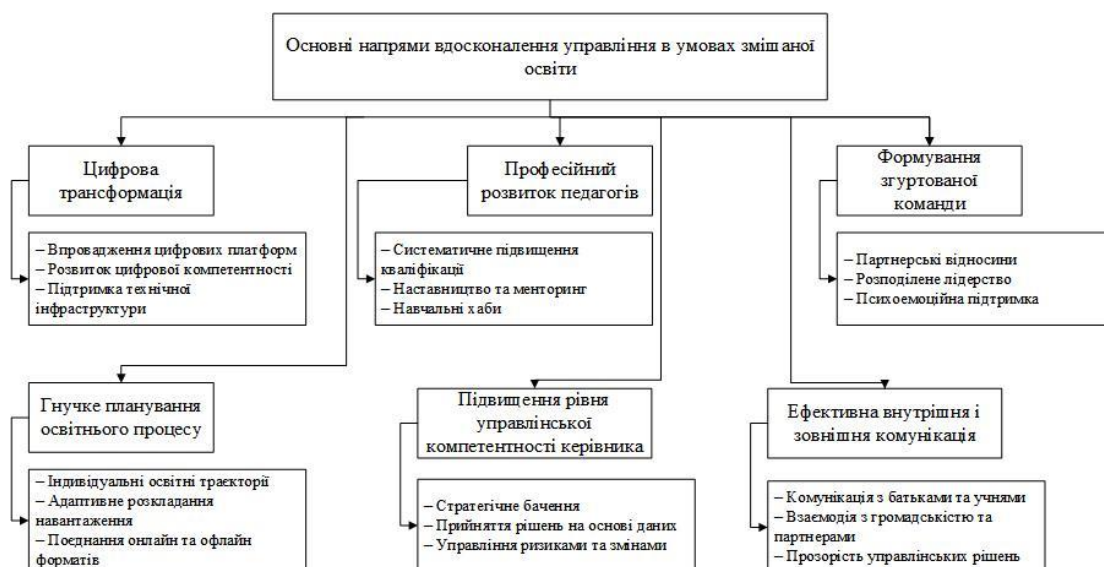 Основні напрями вдосконалення управління в умовах змішаної
освіти
Цифрова
трансформація
– Впровадження цифрових платформ
– Розвиток цифрової компетентності
– Підтримка технічної
інфраструктури
Професійний
розвиток педагогів
– Систематичне підвищення
кваліфікації
– Наставництво та менторинг
– Навчальні хаби
Формування
згуртованої
команди
– Партнерські відносини
– Розподілене лідерство
– Психоемоційна підтримка
Гнучке планування
освітнього процесу
– Індивідуальні освітні траєкторії
– Адаптивне розкладання
навантаження
– Поєднання онлайн та офлайн
форматів
Підвищення рівня
управлінської
компетентності керівника
– Стратегічне бачення
– Прийняття рішень на основі даних
– Управління ризиками та змінами
Ефективна внутрішня і
зовнішня комунікація
– Комунікація з батьками та учнями
– Взаємодія з громадськістю та
партнерами
– Прозорість управлінських рішень